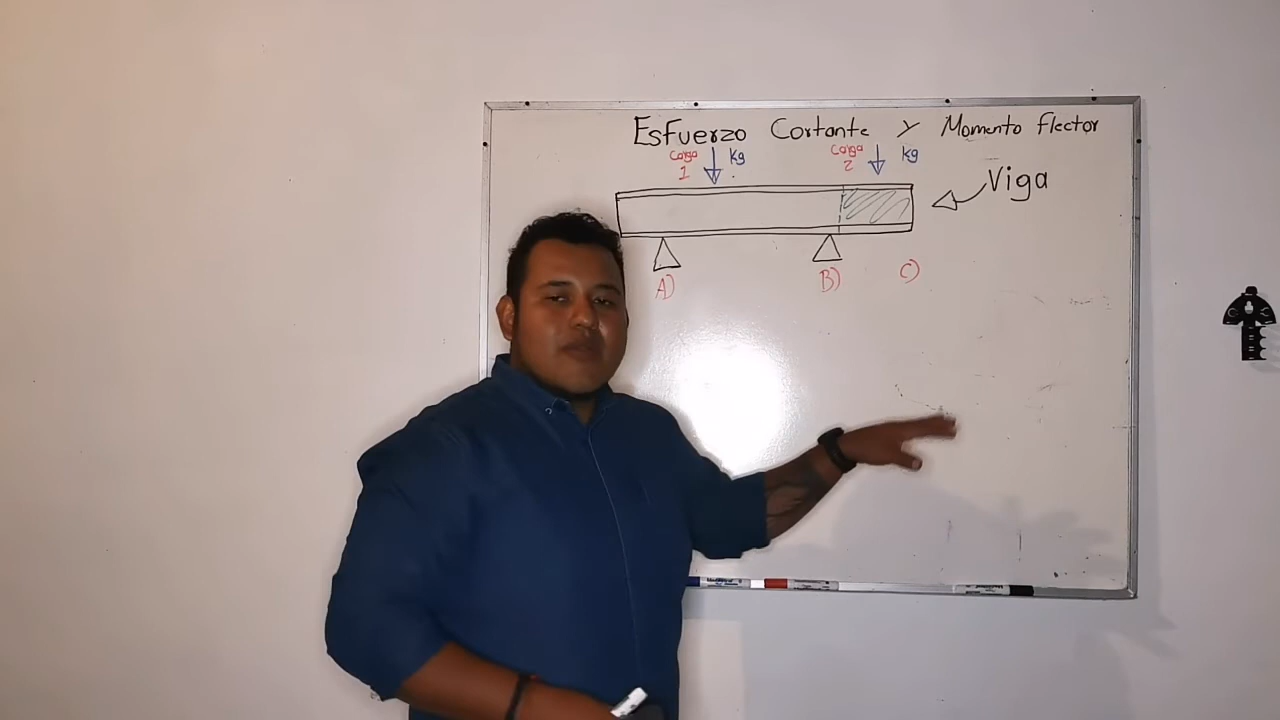 Esfuerzo Cortante y Momento flector
Carga 1 kg
Carga 2 kg
Viga
A) B) C)